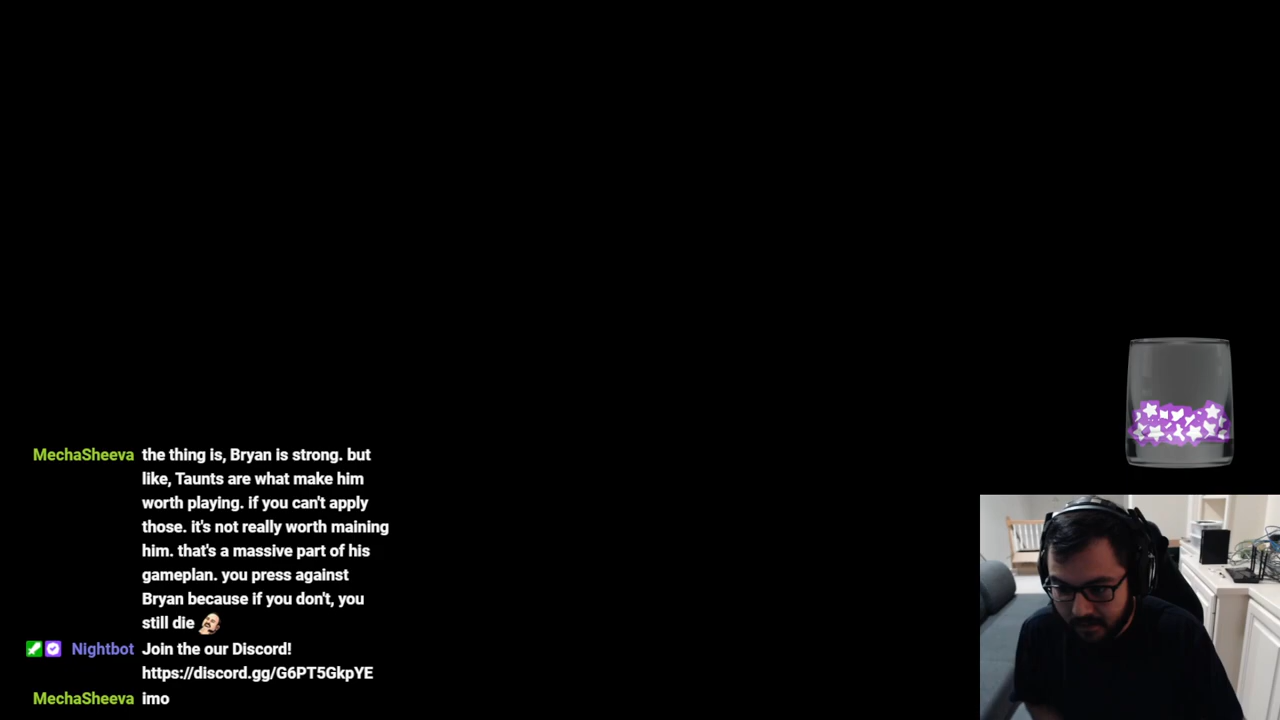 MechaSheeva the thing is, Bryan is strong. but
like, Taunts are what make him
worth playing. if you can't apply
those. it's not really worth maining
him. that's a massive part of his
gameplan. you press against
Bryan because if you don't, you
still die
Nightbot Join the our Discord!
https://discord.gg/G6PT5GkpYE
MechaSheeva imo